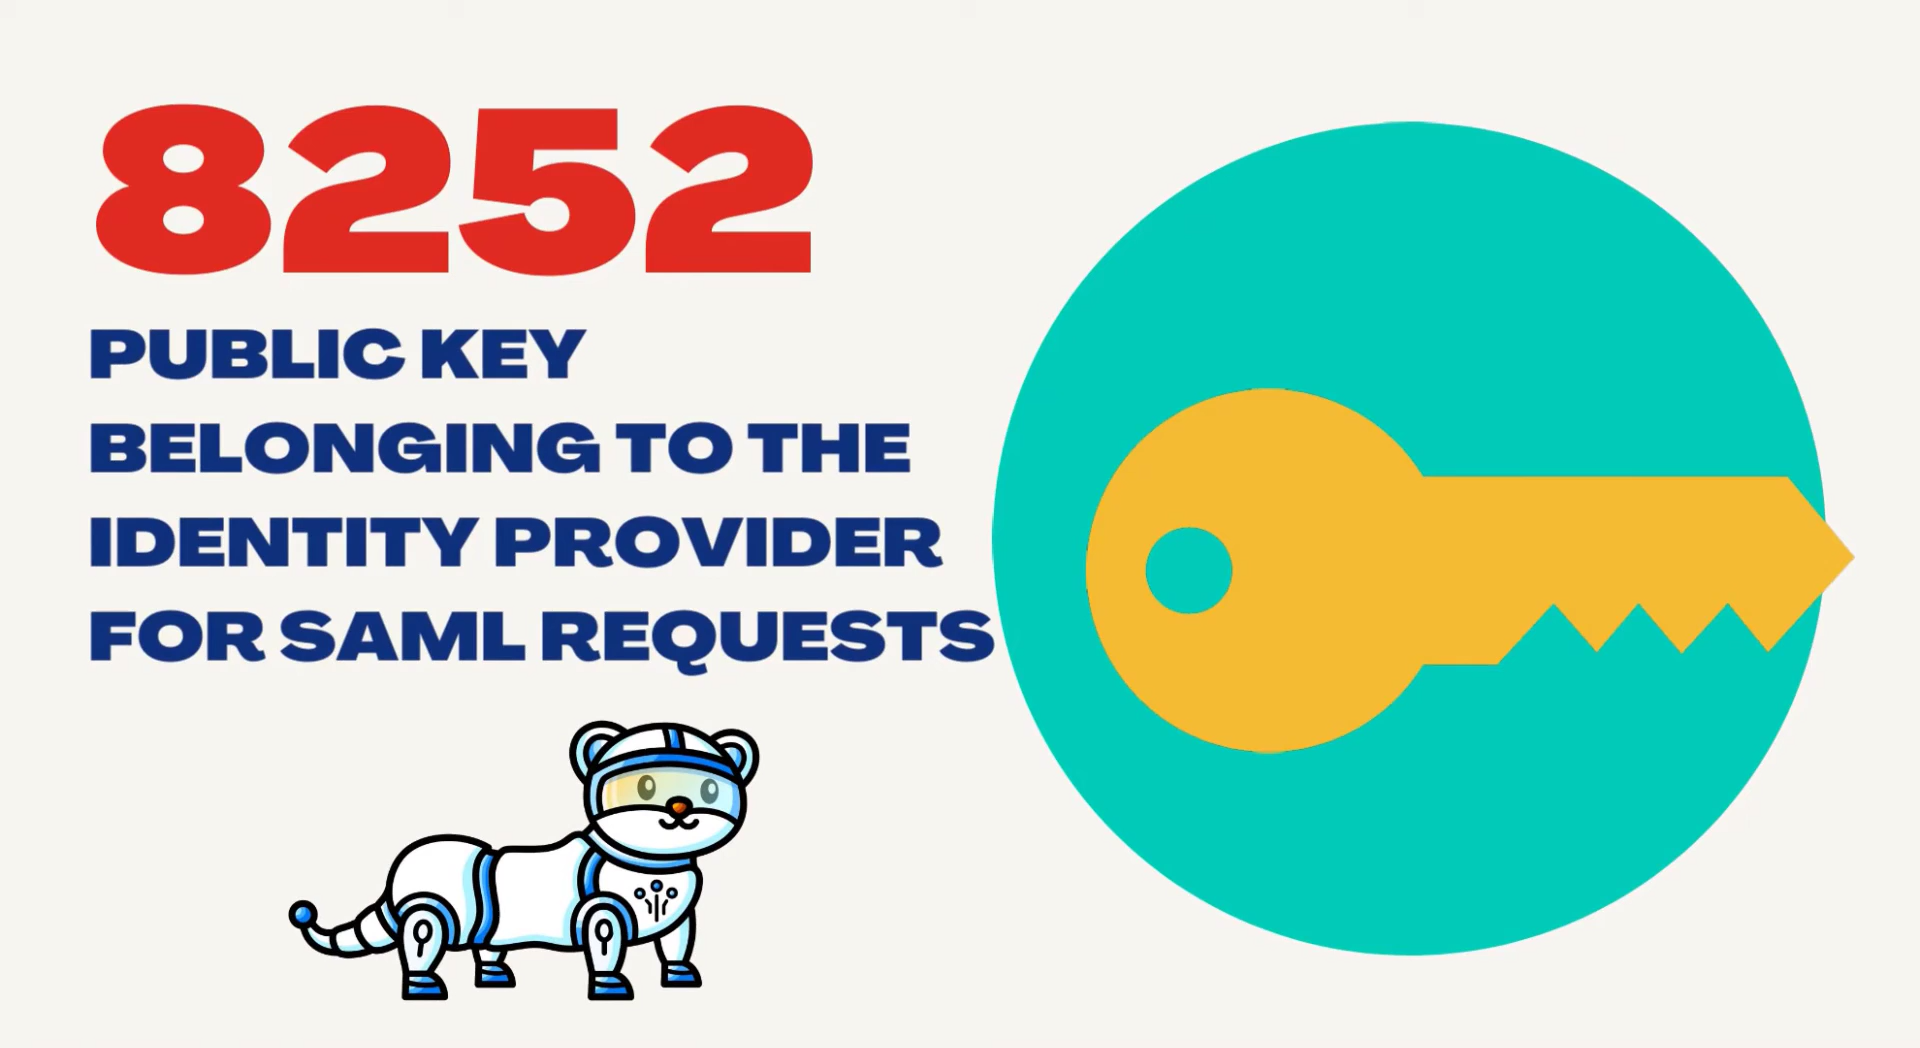 8252
PUBLIC KEY
BELONGING TO THE
IDENTITY PROVIDER
FOR SAML REQUESTS